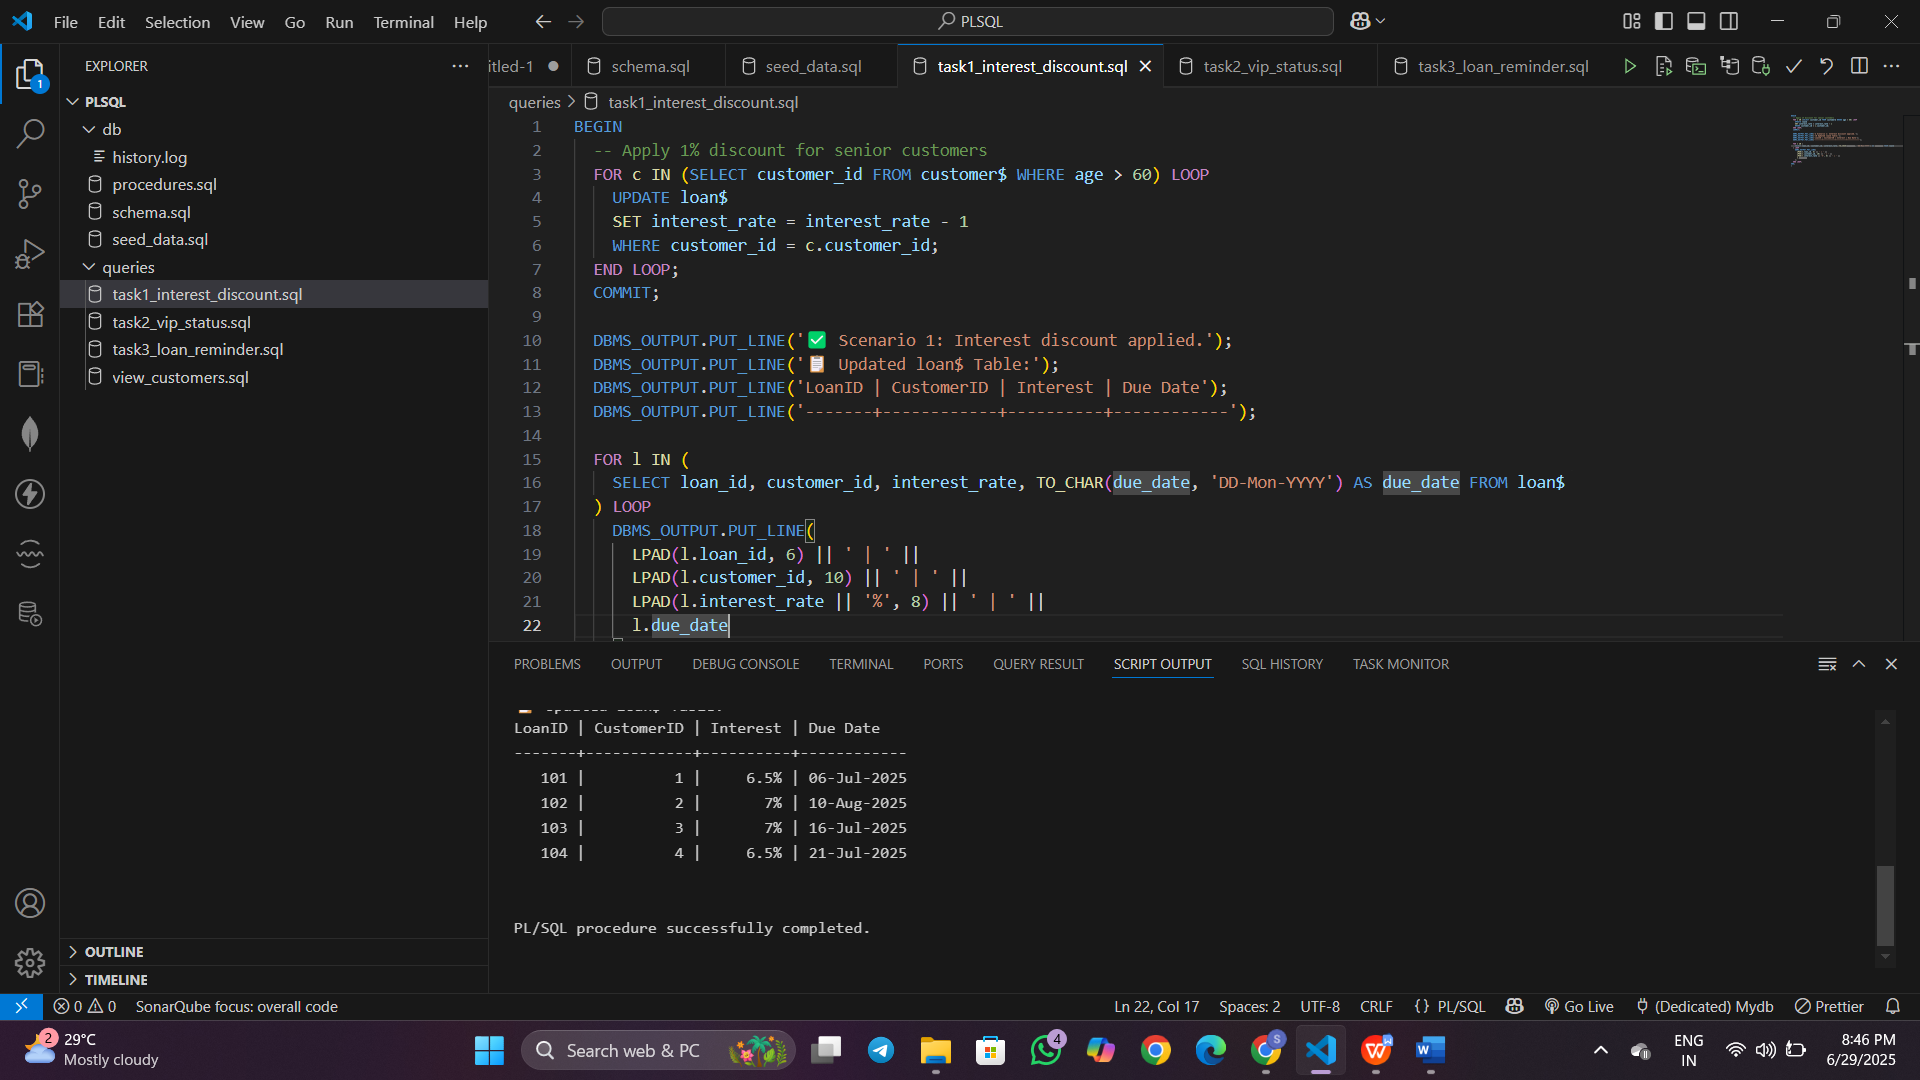 File Edit Selection View Go Run Terminal Help
PLSQL
EXPLORER
PLSQL
db
history.log
procedures.sql
schema.sql
seed_data.sql
queries
task1_interest_discount.sql
task2_vip_status.sql
task3_loan_reminder.sql
view_customers.sql
OUTLINE
TIMELINE
1
itled-1 schema.sql seed_data.sql task1_interest_discount.sql task2_vip_status.sql task3_loan_reminder.sql
queries > task1_interest_discount.sql
1 BEGIN
2 -- Apply 1% discount for senior customers
3 FOR c IN (SELECT customer_id FROM customer$ WHERE age > 60) LOOP
4 UPDATE loan$
5 SET interest_rate = interest_rate - 1
6 WHERE customer_id = c.customer_id;
7 END LOOP;
8 COMMIT;
9
10 DBMS_OUTPUT.PUT_LINE('✅ Scenario 1: Interest discount applied.');
11 DBMS_OUTPUT.PUT_LINE('📋 Updated loan$ Table:');
12 DBMS_OUTPUT.PUT_LINE('LoanID | CustomerID | Interest | Due Date');
13 DBMS_OUTPUT.PUT_LINE('-------+------------+----------+------------');
14
15 FOR l IN (
16 SELECT loan_id, customer_id, interest_rate, TO_CHAR(due_date, 'DD-Mon-YYYY') AS due_date FROM loan$
17 ) LOOP
18 DBMS_OUTPUT.PUT_LINE(
19 LPAD(l.loan_id, 6) || ' | ' ||
20 LPAD(l.customer_id, 10) || ' | ' ||
21 LPAD(l.interest_rate || '%', 8) || ' | ' ||
22 l.due_date
PROBLEMS OUTPUT DEBUG CONSOLE TERMINAL PORTS QUERY RESULT SCRIPT OUTPUT SQL HISTORY TASK MONITOR
📋 Updated loan$ Table:
LoanID | CustomerID | Interest | Due Date
-------+------------+----------+------------
101 | 1 | 6.5% | 06-Jul-2025
102 | 2 | 7% | 10-Aug-2025
103 | 3 | 7% | 16-Jul-2025
104 | 4 | 6.5% | 21-Jul-2025
PL/SQL procedure successfully completed.
0 0 SonarQube focus: overall code Ln 22, Col 17 Spaces: 2 UTF-8 CRLF {} PL/SQL Go Live (Dedicated) Mydb Prettier
2
29°C
Mostly cloudy
Search web & PC
4
S
W
W
ENG
IN
8:46 PM
6/29/2025